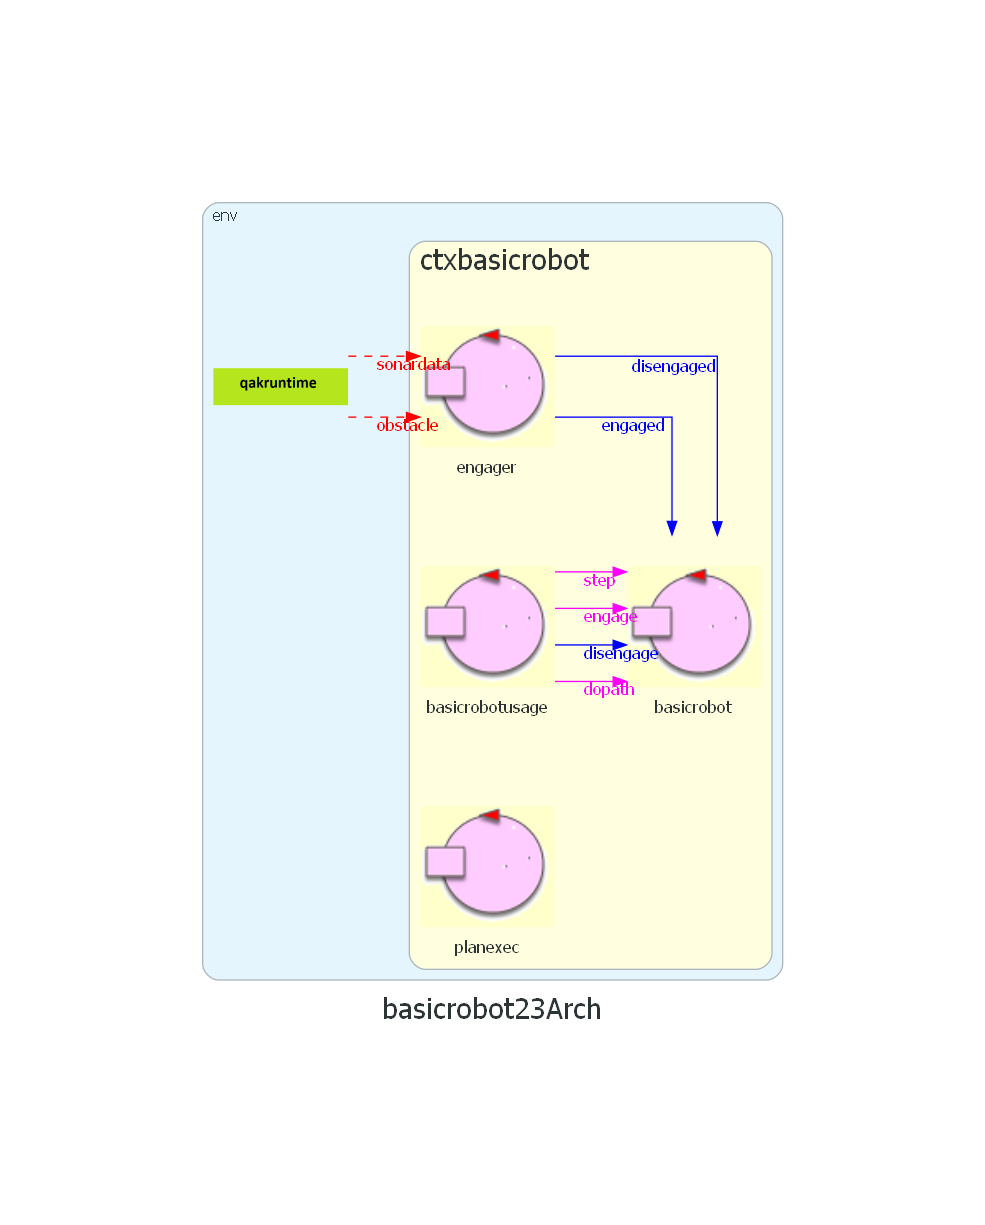 env
ctxbasicrobot
sonardata
disengaged
qakruntime
obstacle
engaged
engager
step
engage
disengage
dopath
basicrobotusage
basicrobot
planexec
basicrobot23Arch